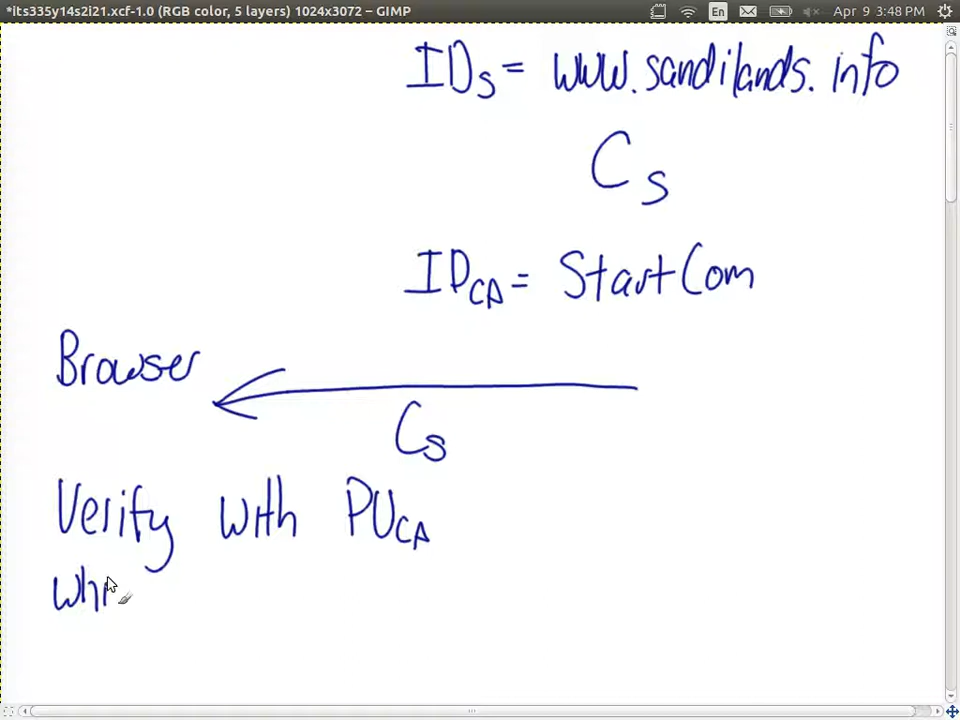 *its335y14s2i21.xcf-1.0 (RGB color, 5 layers) 1024x3072 – GIMP
En
Apr 9 3:48 PM
IDS = www.sandilands.info
CS
IDCA = StartCom
Browser
CS
Verify with PUCA